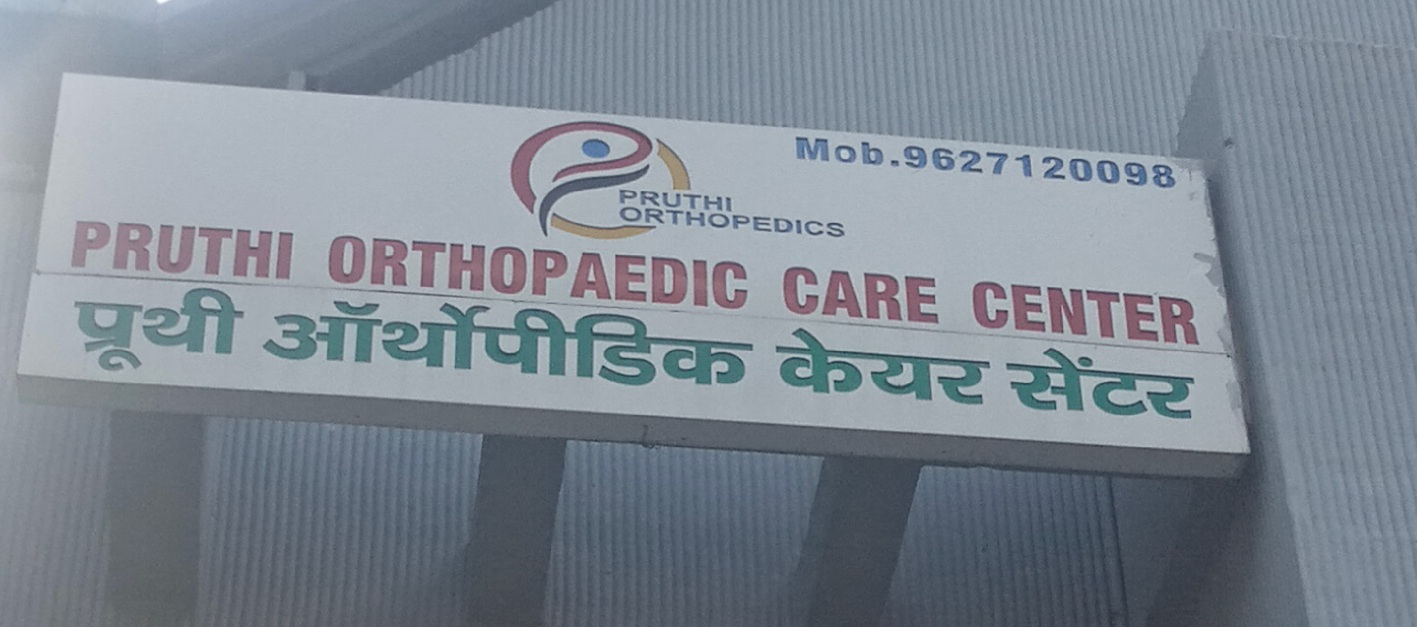 Mob.9627120098
PRUTHI
ORTHOPEDICS
PRUTHI ORTHOPAEDIC CARE CENTER
प्रूथी ऑर्थोपीडिक केयर सेंटर